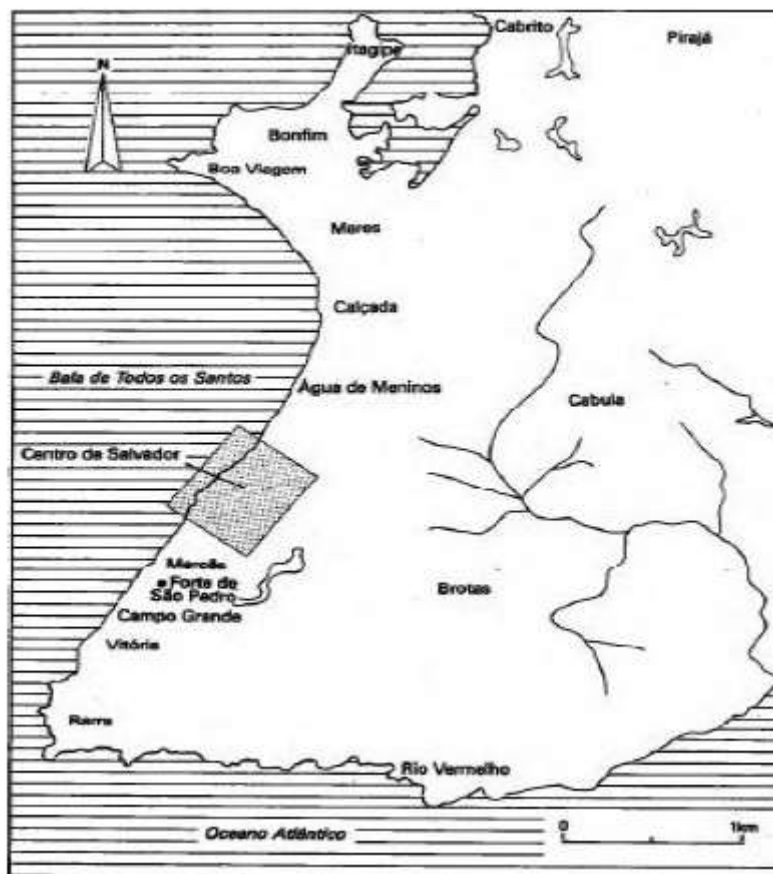 Cabrito
Pirajá
Itagipe
N
Bonfim
Boa Viagem
Mares
Calçada
Baía de Todos os Santos
Água de Meninos
Cabula
Centro de Salvador
Mercês
Forte de
São Pedro
Brotas
Campo Grande
Vitória
Barra
Rio Vermelho
Oceano Atlântico
0 1km